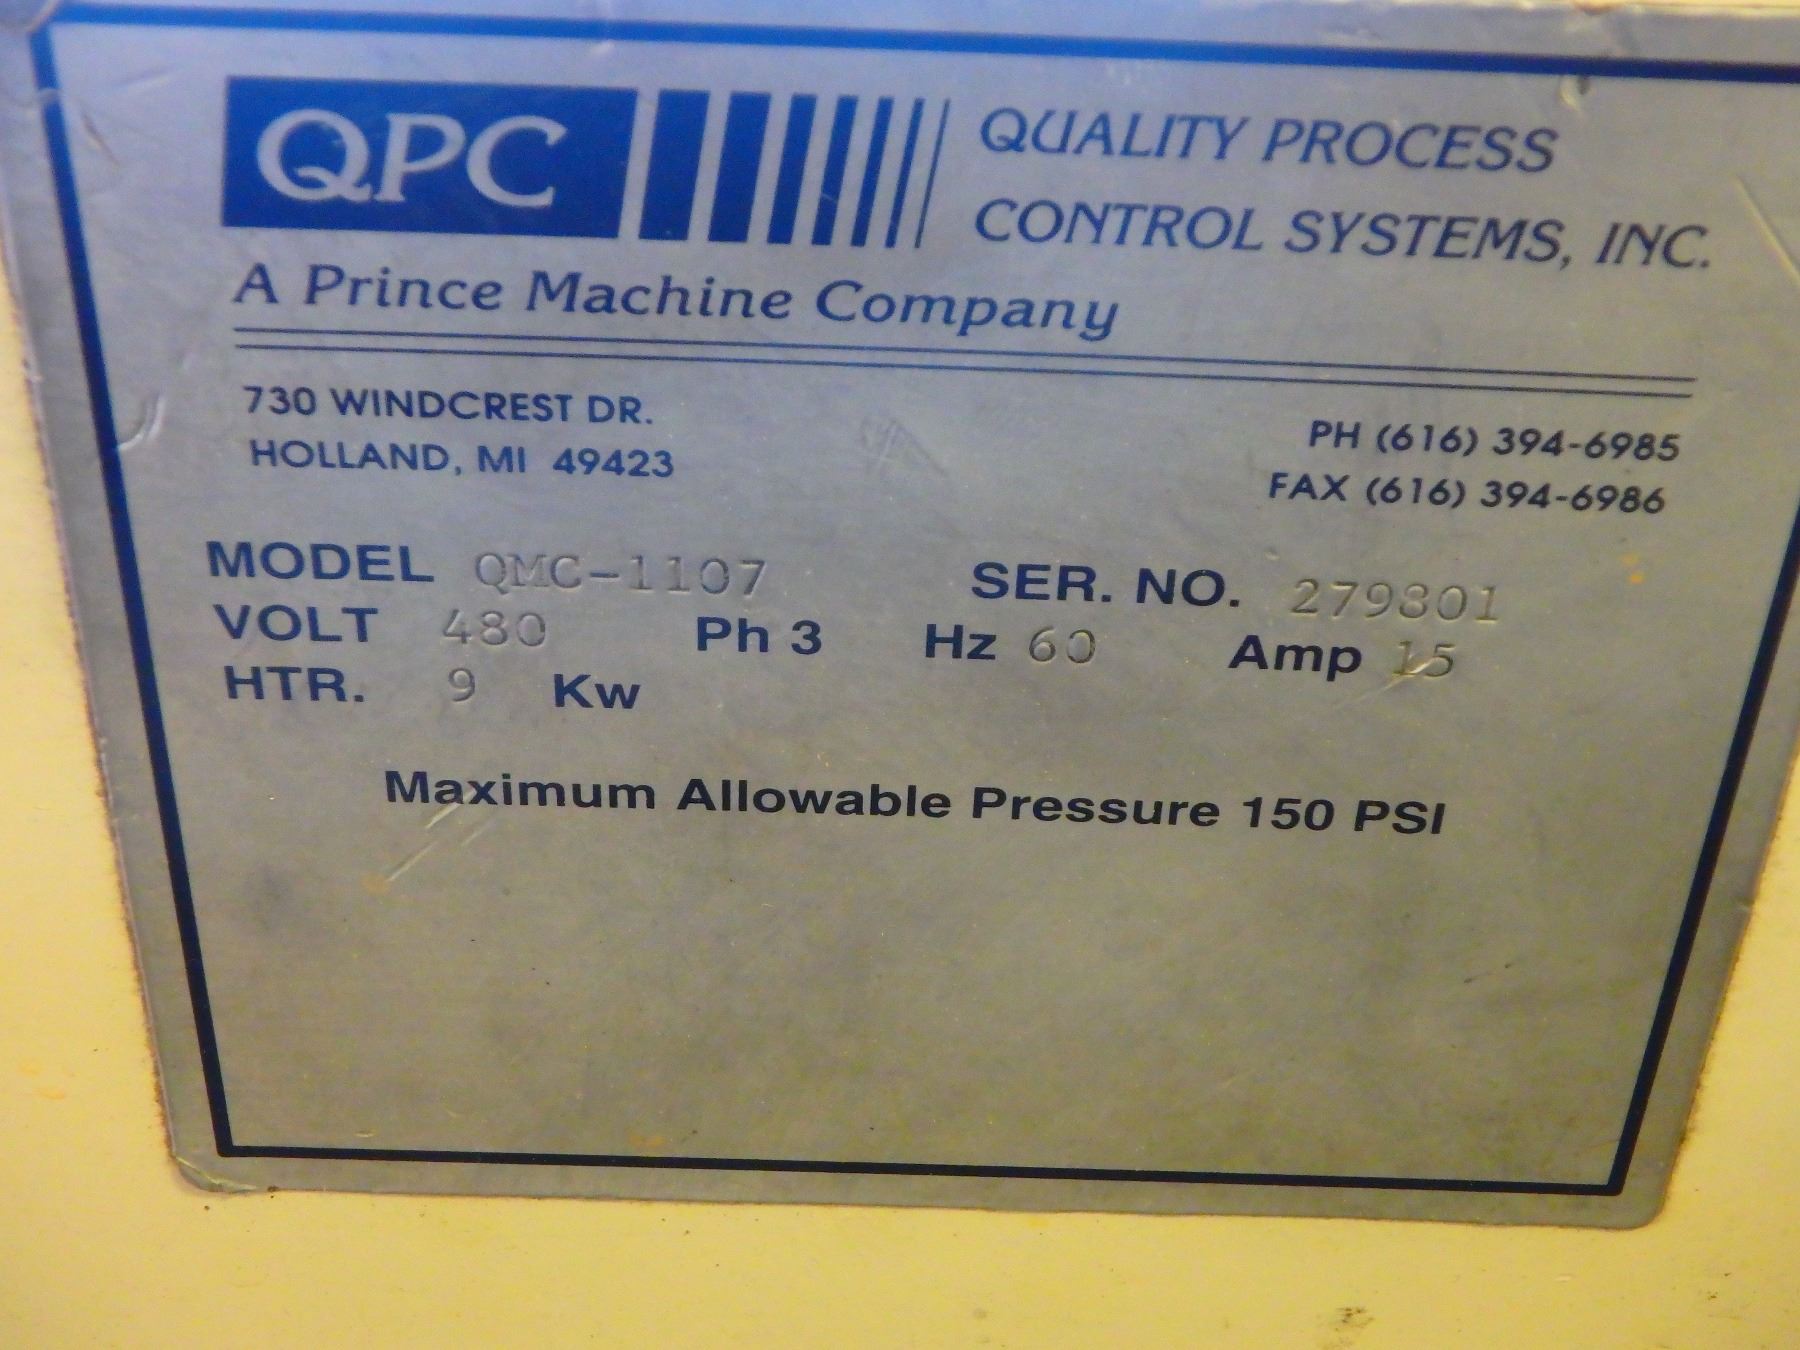 QPC
QUALITY PROCESS
CONTROL SYSTEMS, INC.
A Prince Machine Company
730 WINDCREST DR.
HOLLAND, MI 49423
PH (616) 394-6985
FAX (616) 394-6986
MODEL QMC-1107 SER. NO. 279801
VOLT 480 Ph 3 Hz 60 Amp 15
HTR. 9 Kw
Maximum Allowable Pressure 150 PSI